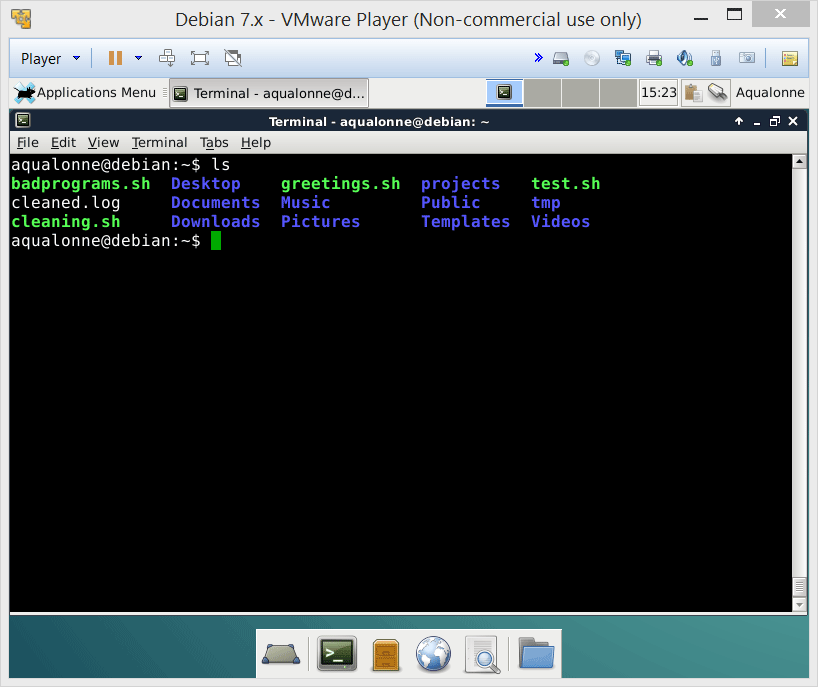 Debian 7.x - VMware Player (Non-commercial use only)
Player
Applications Menu Terminal - aqualonne@d... 15:23 Aqualonne
Terminal - aqualonne@debian: ~
File Edit View Terminal Tabs Help
aqualonne@debian:~$ ls
badprograms.sh Desktop greetings.sh projects test.sh
cleaned.log Documents Music Public tmp
cleaning.sh Downloads Pictures Templates Videos
aqualonne@debian:~$